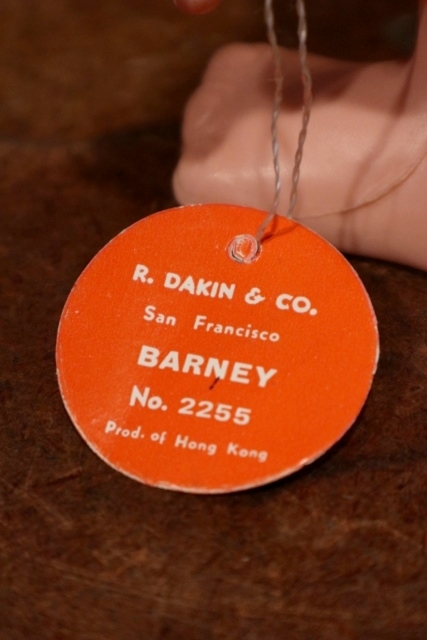 R. DAKIN & CO.
San Francisco
BARNEY
No. 2255
Prod. of Hong Kong